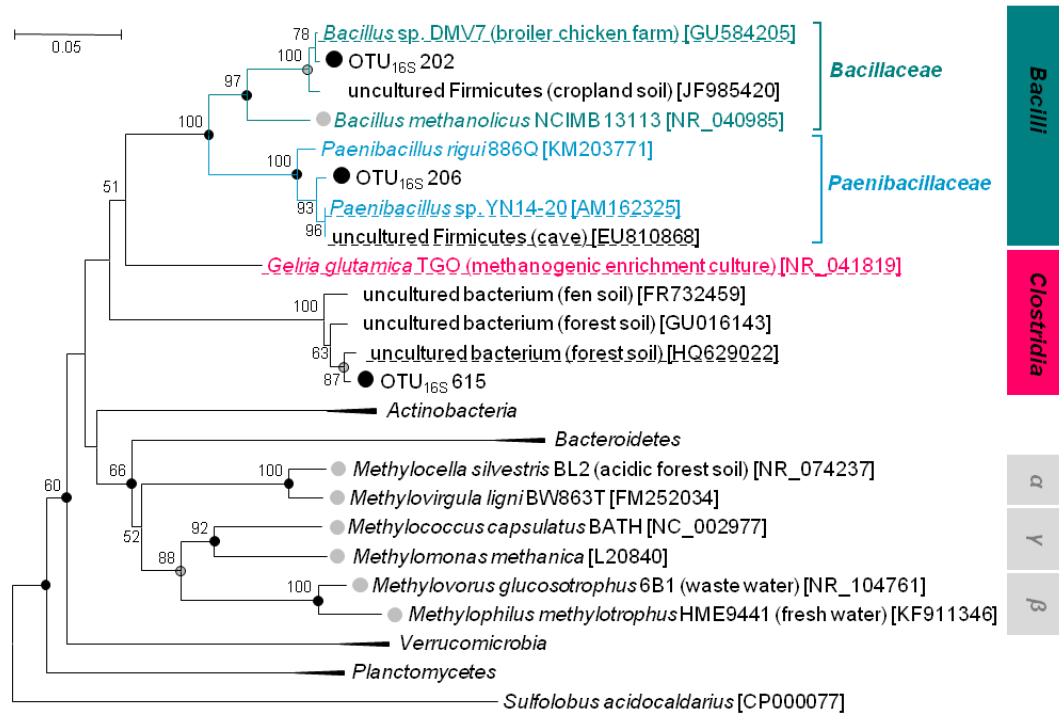 0.05
78
Bacillus sp. DMV7 (broiler chicken farm) [GU584205]
100
OTU16S 202
97
uncultured Firmicutes (cropland soil) [JF985420]
Bacillaceae
Bacillus methanolicus NCIMB 13113 [NR_040985]
100
Paenibacillus rigui 886Q [KM203771]
100
OTU16S 206
Paenibacillaceae
51
93
Paenibacillus sp. YN14-20 [AM162325]
96
uncultured Firmicutes (cave) [EU810868]
Bacilli
Gelria glutamica TGO (methanogenic enrichment culture) [NR_041819]
uncultured bacterium (fen soil) [FR732459]
100
uncultured bacterium (forest soil) [GU016143]
63
uncultured bacterium (forest soil) [HQ629022]
87
OTU16S 615
Clostridia
Actinobacteria
Bacteroidetes
66
100
Methylocella silvestris BL2 (acidic forest soil) [NR_074237]
60
Methylovirgula ligni BW863T [FM252034]
α
52
92
Methylococcus capsulatus BATH [NC_002977]
88
Methylomonas methanica [L20840]
γ
100
Methylovorus glucosotrophus 6B1 (waste water) [NR_104761]
Methylophilus methylotrophus HME9441 (fresh water) [KF911346]
β
Verrucomicrobia
Planctomycetes
Sulfolobus acidocaldarius [CP000077]